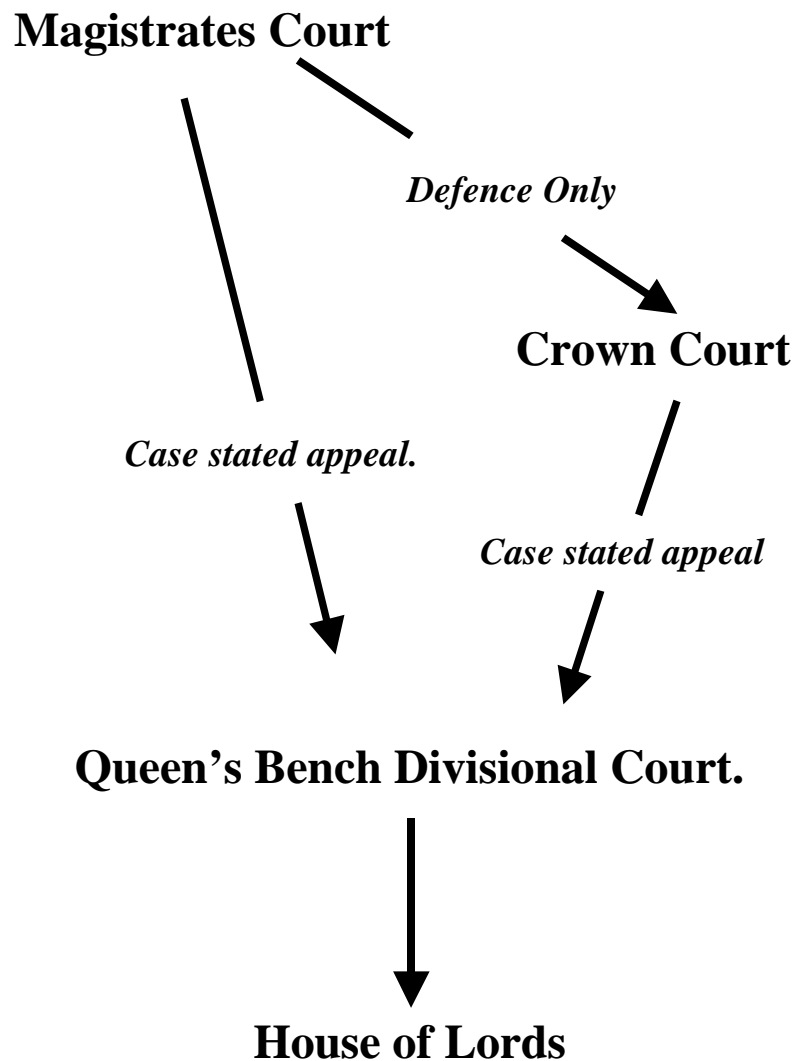 Magistrates Court
Defence Only
Crown Court
Case stated appeal.
Case stated appeal
Queen’s Bench Divisional Court.
House of Lords